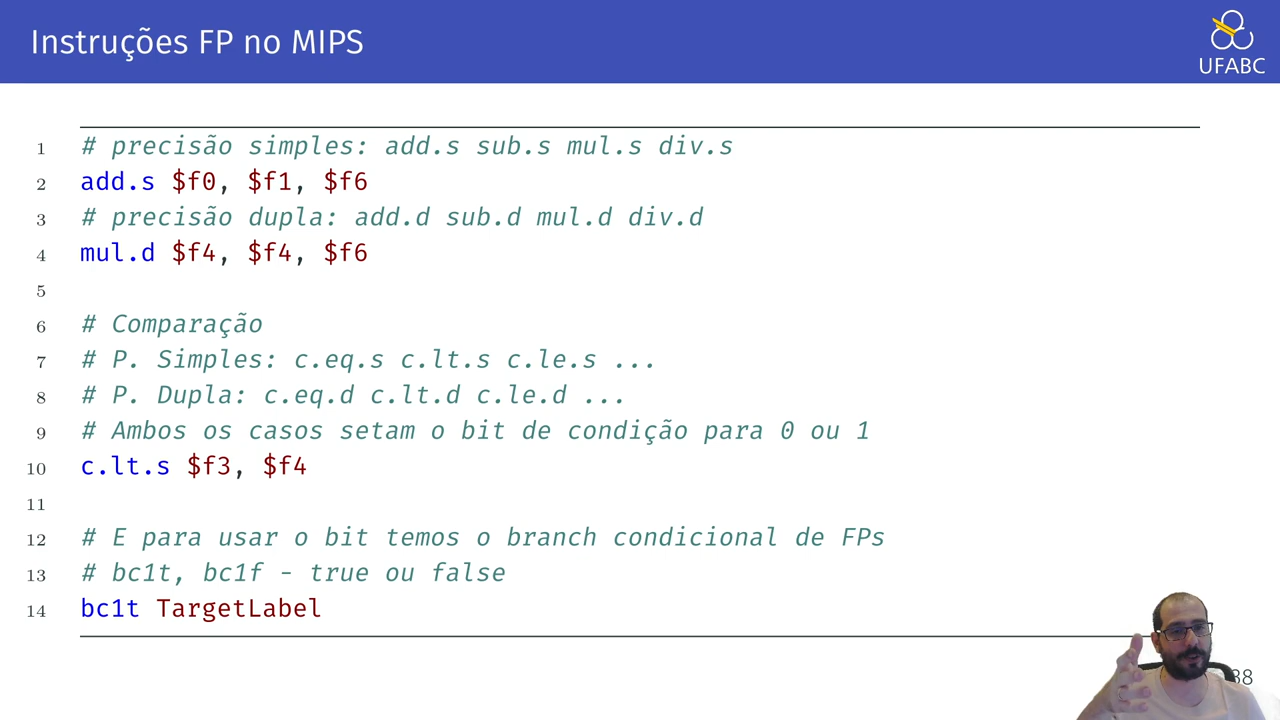 Instruções FP no MIPS
UFABC
1 # precisão simples: add.s sub.s mul.s div.s
2 add.s $f0, $f1, $f6
3 # precisão dupla: add.d sub.d mul.d div.d
4 mul.d $f4, $f4, $f6
5
6 # Comparação
7 # P. Simples: c.eq.s c.lt.s c.le.s ...
8 # P. Dupla: c.eq.d c.lt.d c.le.d ...
9 # Ambos os casos setam o bit de condição para 0 ou 1
10 c.lt.s $f3, $f4
11
12 # E para usar o bit temos o branch condicional de FPs
13 # bc1t, bc1f - true ou false
14 bc1t TargetLabel